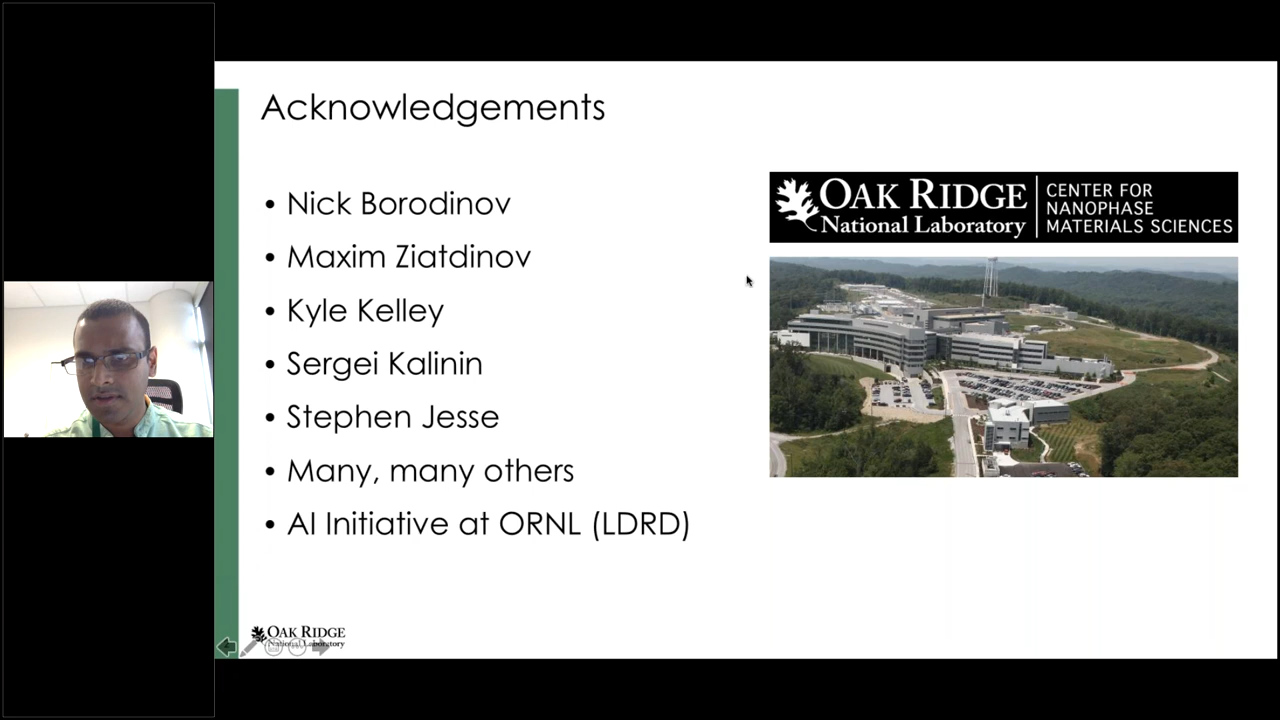 Acknowledgements
• Nick Borodinov
• Maxim Ziatdinov
• Kyle Kelley
• Sergei Kalinin
• Stephen Jesse
• Many, many others
• AI Initiative at ORNL (LDRD)
OAK RIDGE
National Laboratory
CENTER FOR
NANOPHASE
MATERIALS SCIENCES
OAK RIDGE
National Laboratory